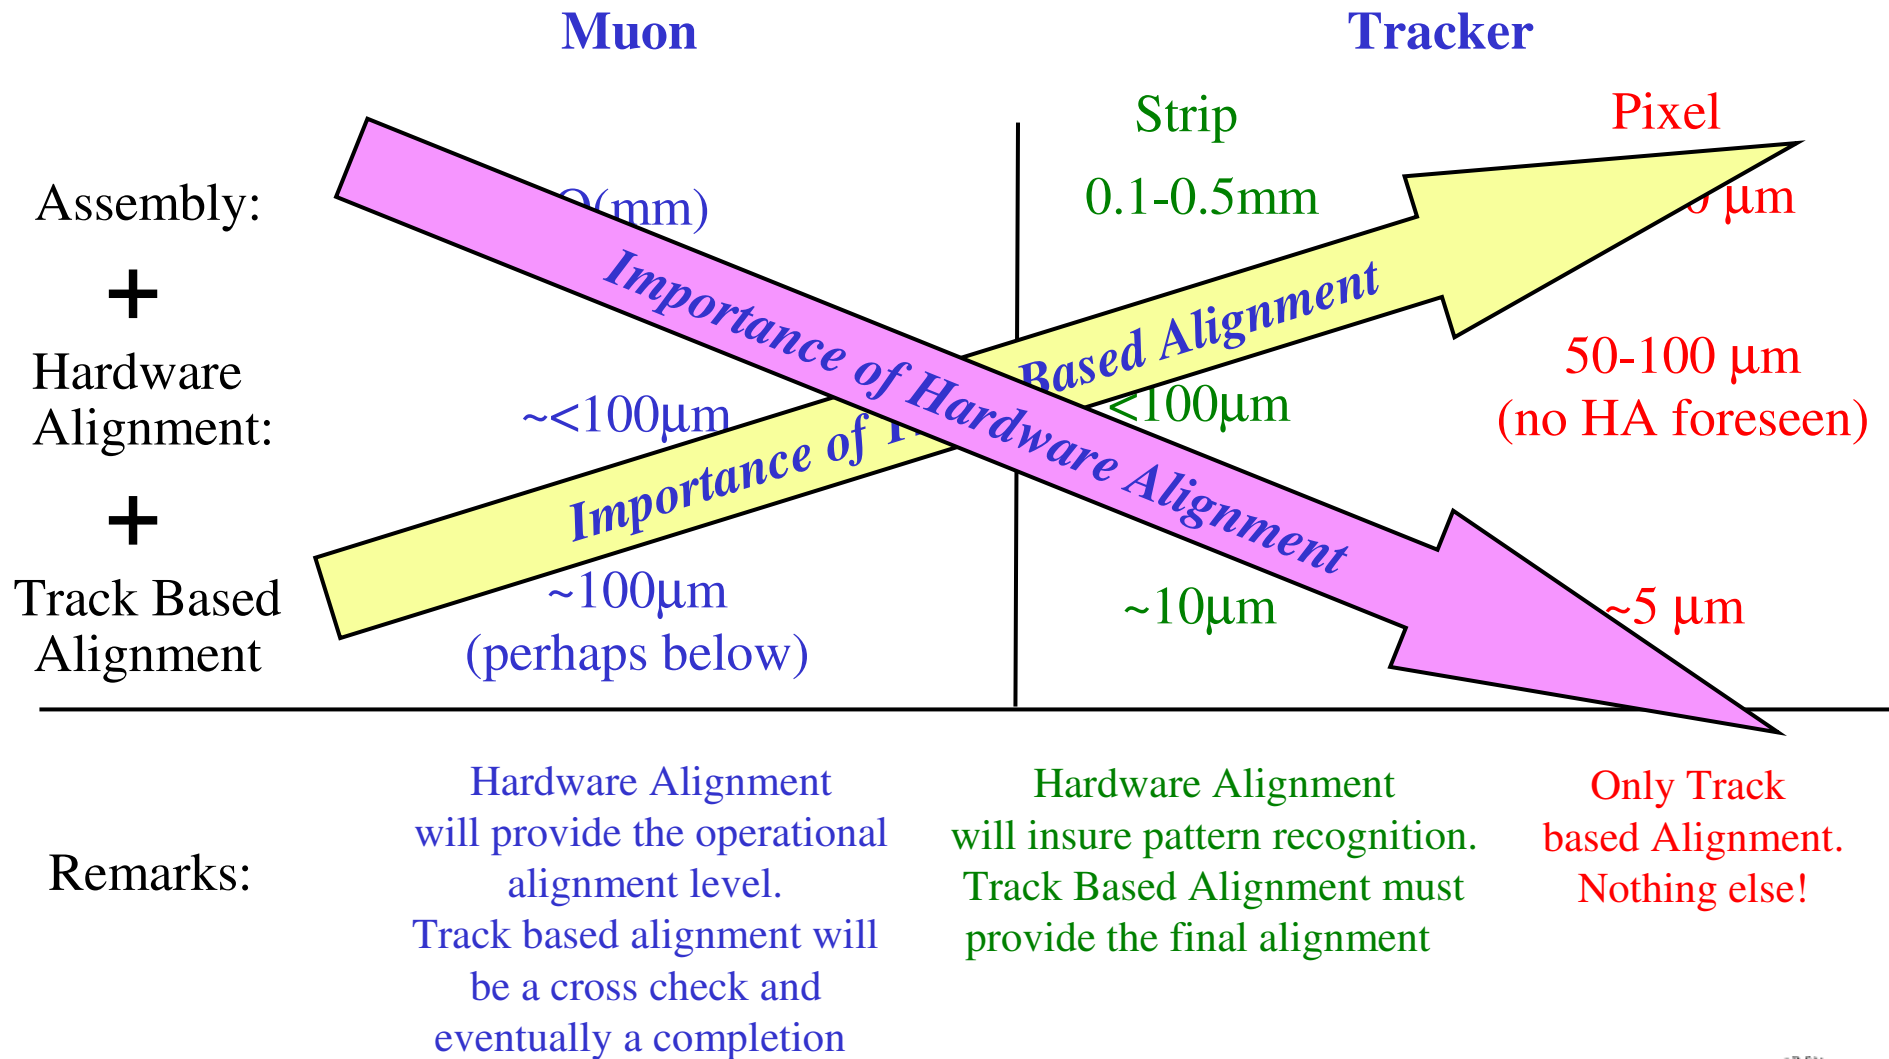 Muon
Tracker
Strip
Pixel
Assembly:
(mm)
0.1-0.5mm
μm
+
Importance of Hardware Alignment
Importance of
Based Alignment
Hardware
Alignment:
~<100μm
<100μm
50-100 μm
(no HA foreseen)
+
Track Based
Alignment
~100μm
(perhaps below)
~10μm
~5 μm
Remarks:
Hardware Alignment
will provide the operational
alignment level.
Track based alignment will
be a cross check and
eventually a completion
Hardware Alignment
will insure pattern recognition.
Track Based Alignment must
provide the final alignment
Only Track
based Alignment.
Nothing else!